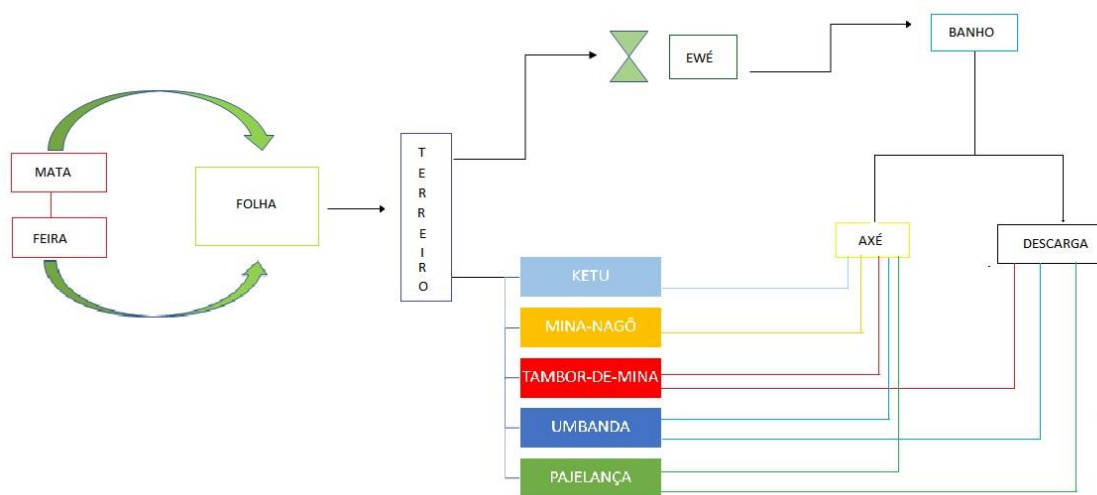 BANHO
EWÉ
MATA
FOLHA
FEIRA
TERREIRO
AXÉ
DESCARGA
KETU
MINA-NAGÔ
TAMBOR-DE-MINA
UMBANDA
PAJELANÇA